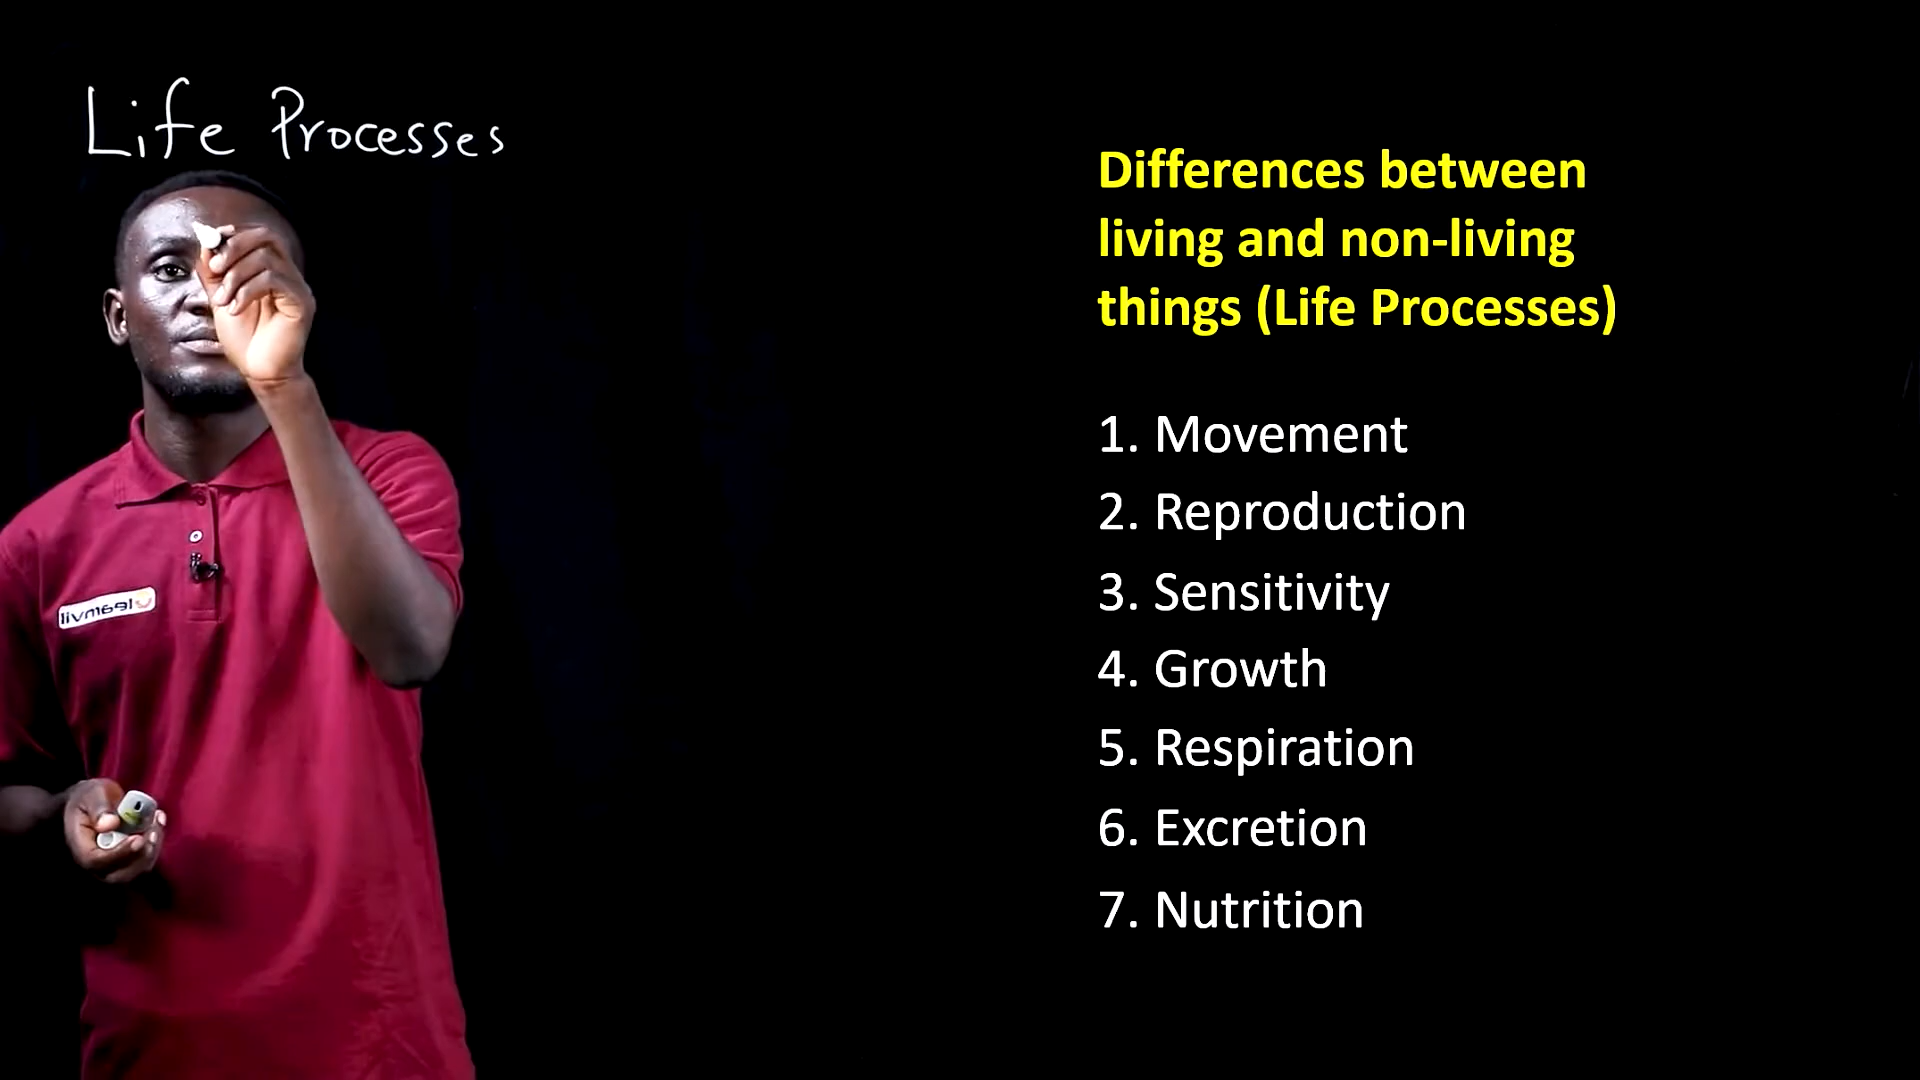 Life Processes
Differences between
living and non-living
things (Life Processes)
1. Movement
2. Reproduction
3. Sensitivity
4. Growth
5. Respiration
6. Excretion
7. Nutrition
learnvil